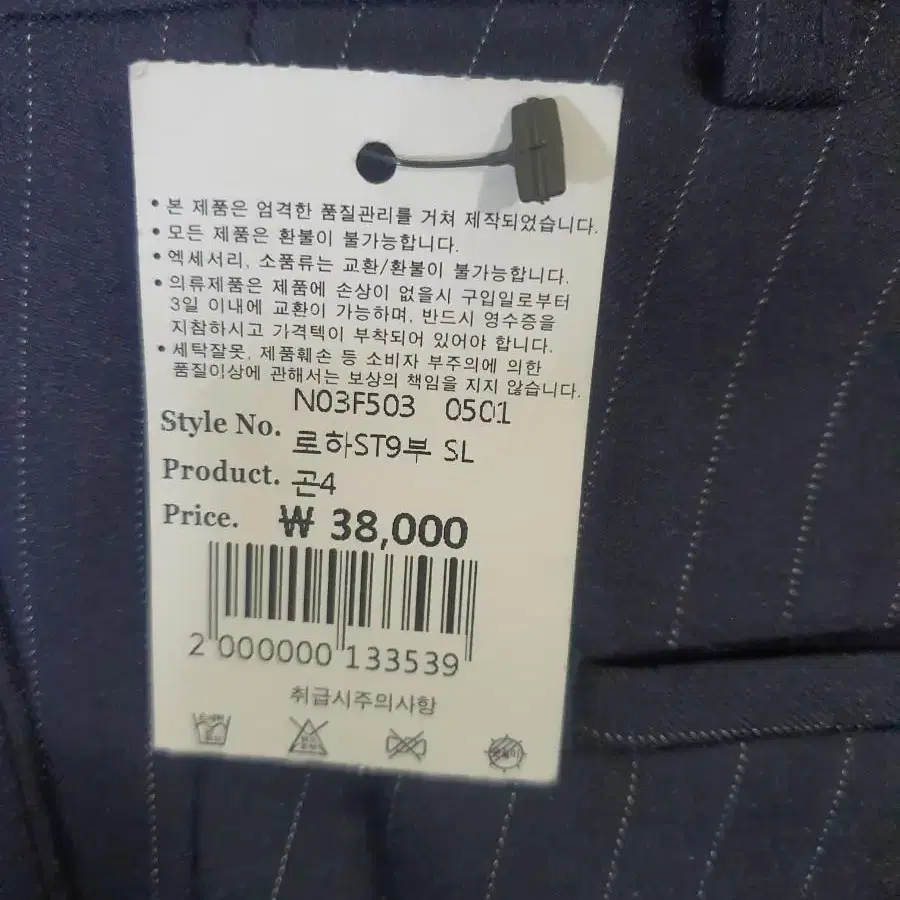 • 본 제품은 엄격한 품질관리를 거쳐 제작되었습니다.
• 모든 제품은 환불이 불가능합니다.
• 엑세서리, 소품류는 교환/환불이 불가능합니다.
• 의류제품은 제품에 손상이 없을시 구입일로부터
3일 이내에 교환이 가능하며, 반드시 영수증을
지참하시고 가격텍이 부착되어 있어야 합니다.
• 세탁잘못, 제품훼손 등 소비자 부주의에 의한
품질이상에 관해서는 보상의 책임을 지지 않습니다.
N03F503 0501
Style No. 로하ST9부 SL
Product. 곤4
Price. ₩ 38,000
2 000000 133539
취급시주의사항